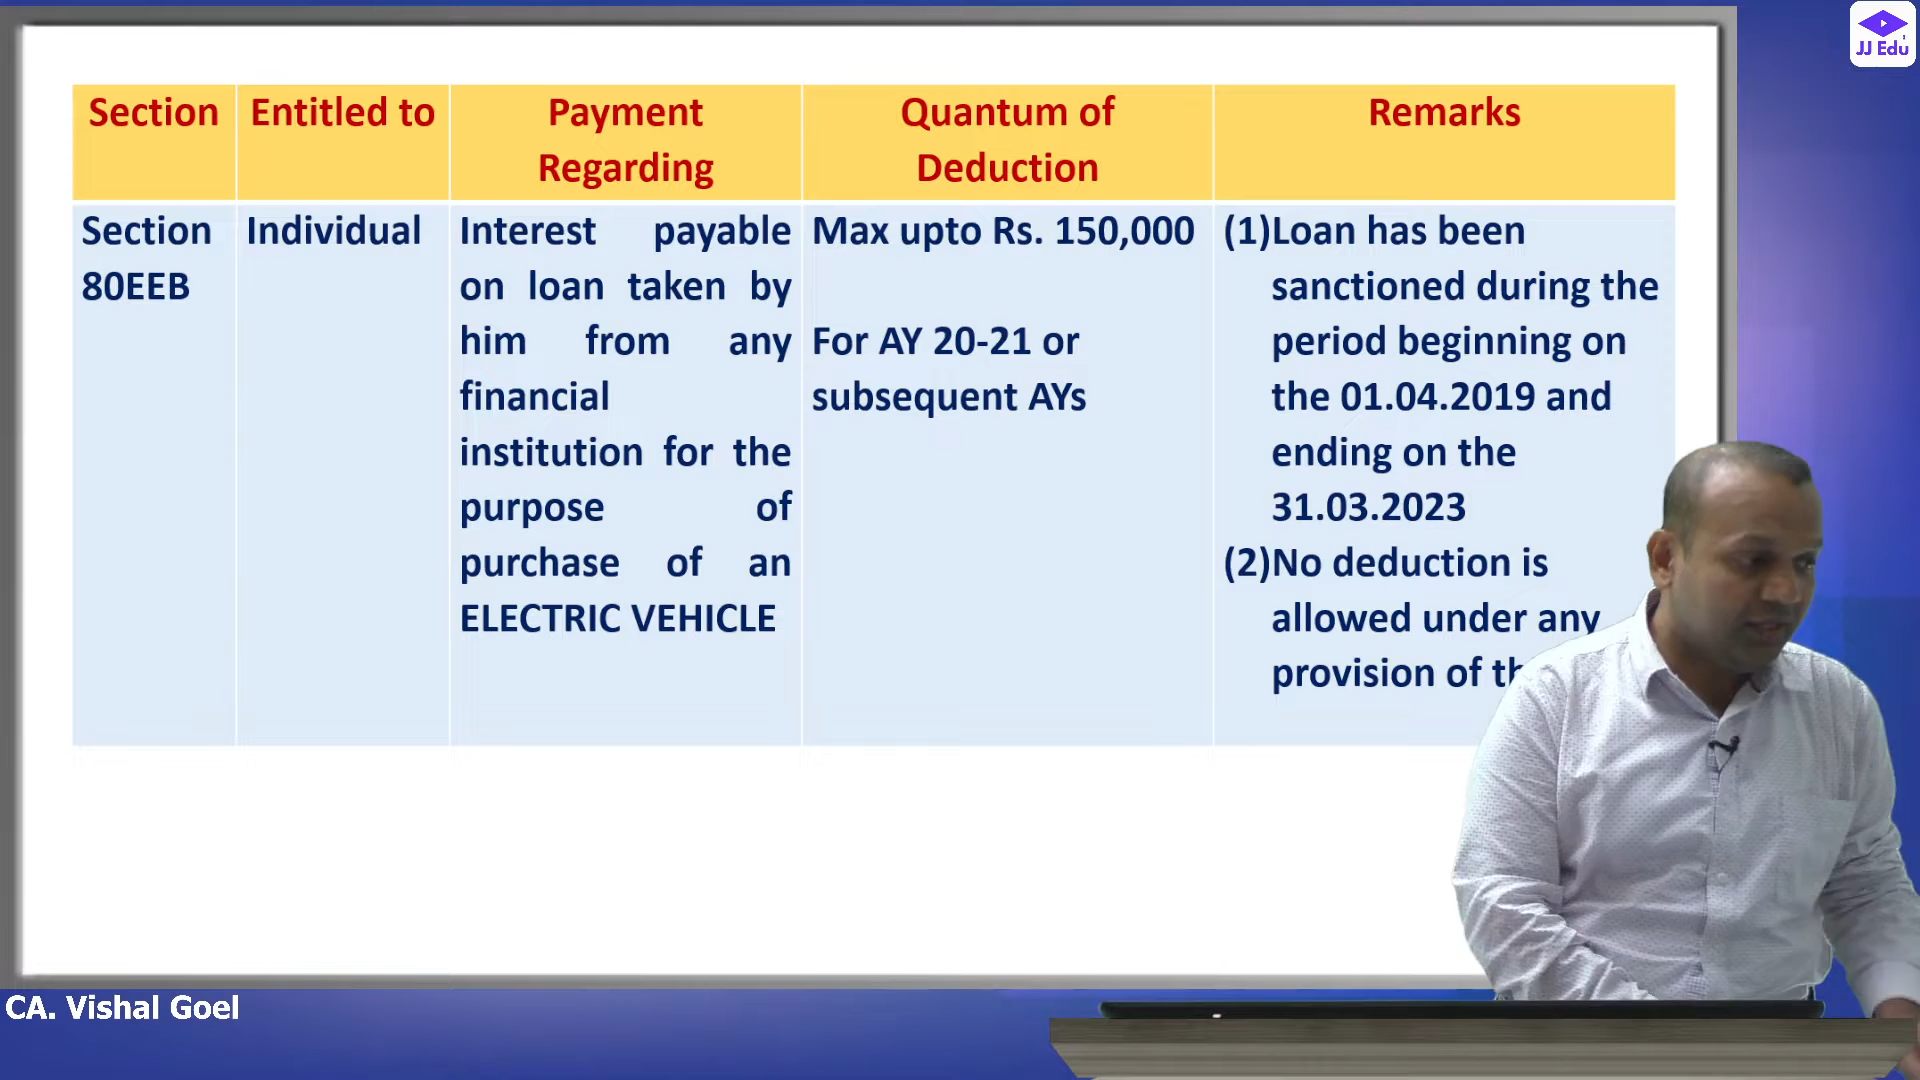 JJ Edu
Section
Entitled to
Payment
Regarding
Quantum of
Deduction
Remarks
Section
80EEB
Individual
Interest payable
on loan taken by
him from any
financial
institution for the
purpose of
purchase of an
ELECTRIC VEHICLE
Max upto Rs. 150,000
For AY 20-21 or
subsequent AYs
(1)Loan has been
sanctioned during the
period beginning on
the 01.04.2019 and
ending on the
31.03.2023
(2)No deduction is
allowed under any
provision of
CA. Vishal Goel